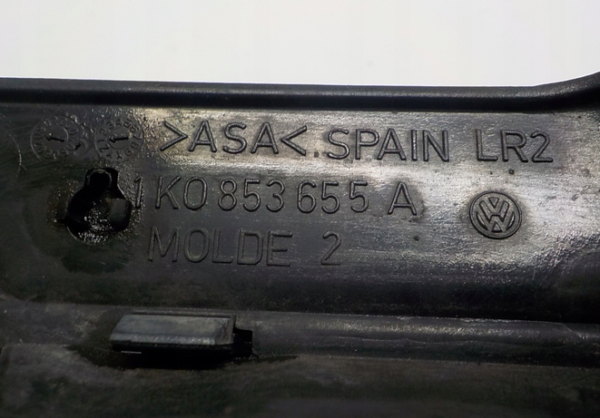 >ASA< SPAIN LR2
1K0 853 655 A
MOLDE 2